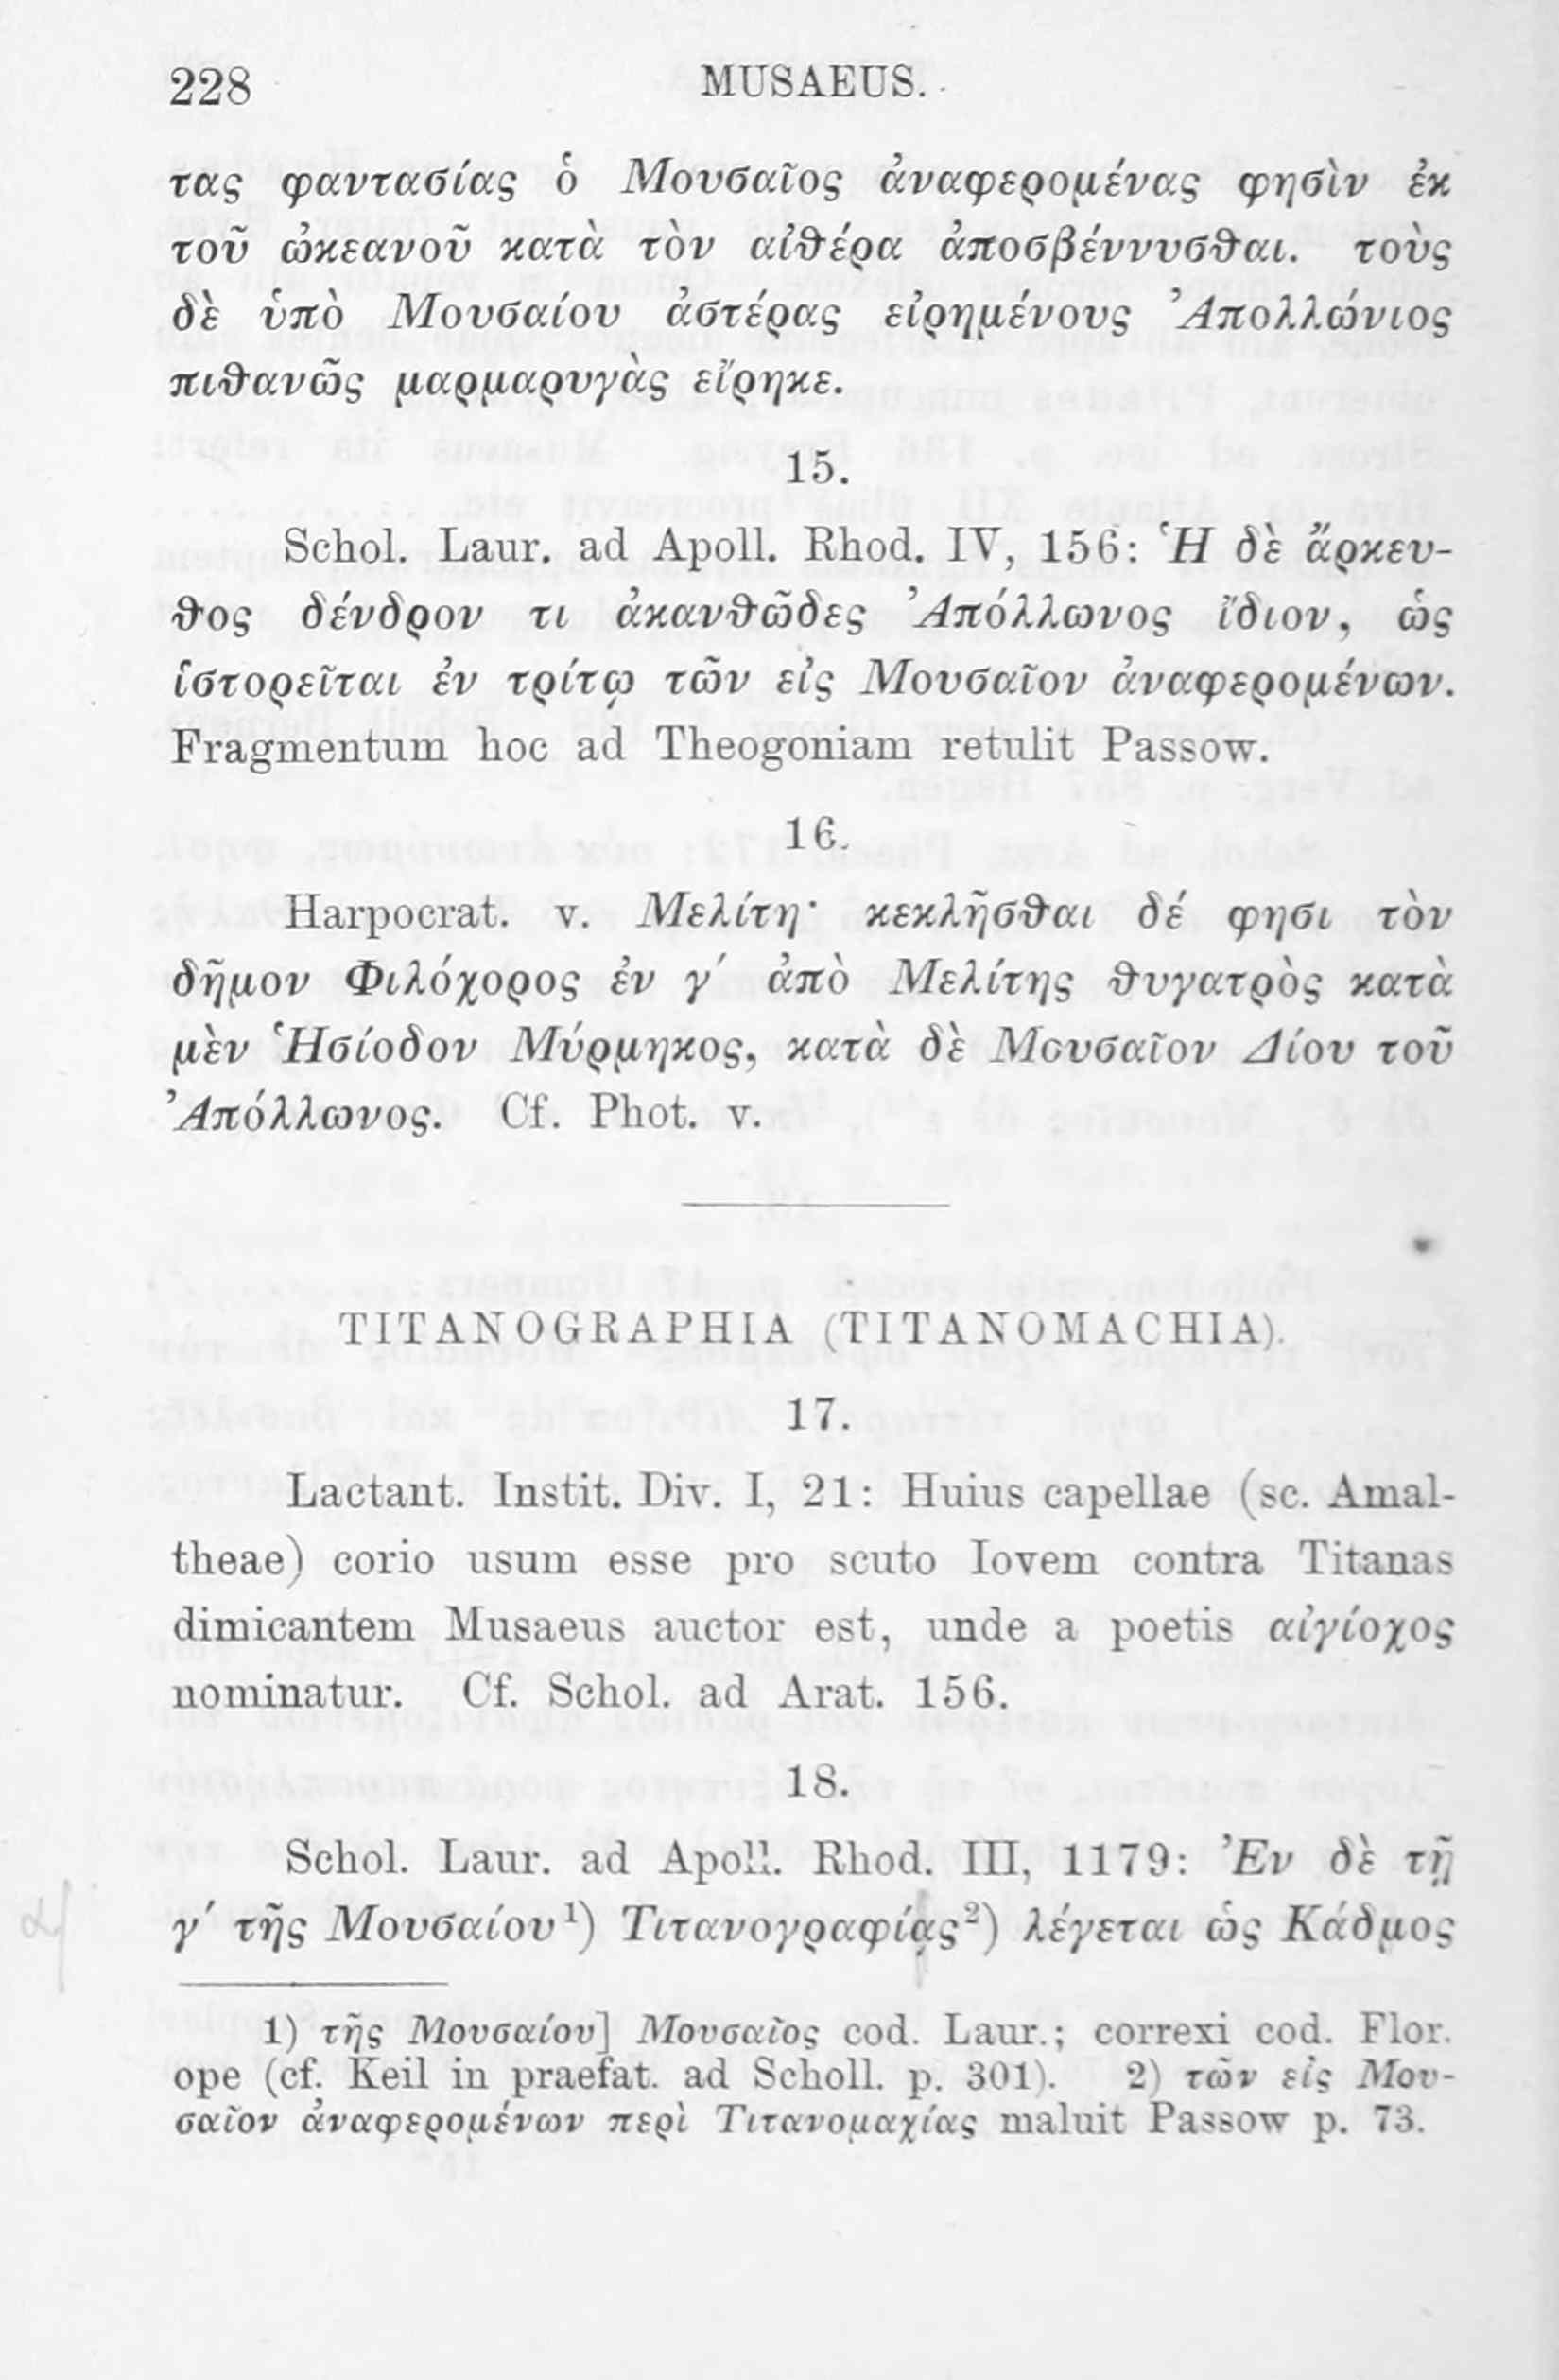 228 MUSAEUS.
τας φαντασίας ὁ Μουσαῖος ἀναφερομένας φησὶν ἐκ
τοῦ ὠκεανοῦ κατὰ τὸν αἰθέρα ἀποσβέννυσθαι. τοὺς
δὲ ὑπὸ Μουσαίου ἀστέρας εἰρημένους Ἀπολλώνιος
πιθανῶς μαρμαρυγὰς εἴρηκε.
15.
Schol. Laur. ad Apoll. Rhod. IV, 156: Ἡ δὲ ἄρκευ-
θος δένδρον τι ἀκανθῶδες Ἀπόλλωνος ἴδιον, ὡς
ἱστορεῖται ἐν τρίτῳ τῶν εἰς Μουσαῖον ἀναφερομένων.
Fragmentum hoc ad Theogoniam retulit Passow.
16.
Harpocrat. v. Μελίτη· κεκλῆσθαι δέ φησι τὸν
δῆμον Φιλόχορος ἐν γ′ ἀπὸ Μελίτης θυγατρὸς κατὰ
μὲν Ἡσίοδον Μύρμηκος, κατὰ δὲ Μουσαῖον Δίου τοῦ
Ἀπόλλωνος. Cf. Phot. v.
TITANOGRAPHIA (TITANOMACHIA).
17.
Lactant. Instit. Div. I, 21: Huius capellae (sc. Amal-
theae) corio usum esse pro scuto Iovem contra Titanas
dimicantem Musaeus auctor est, unde a poetis αἰγίοχος
nominatur. Cf. Schol. ad Arat. 156.
18.
Schol. Laur. ad Apoll. Rhod. III, 1179: Ἐν δὲ τῇ
γ′ τῆς Μουσαίου¹) Τιτανογραφίας²) λέγεται ὡς Κάδμος
1) τῆς Μουσαίου] Μουσαῖος cod. Laur.; correxi cod. Flor.
ope (cf. Keil in praefat. ad Scholl. p. 301). 2) τῶν εἰς Μου-
σαῖον ἀναφερομένων περὶ Τιτανομαχίας maluit Passow p. 73.